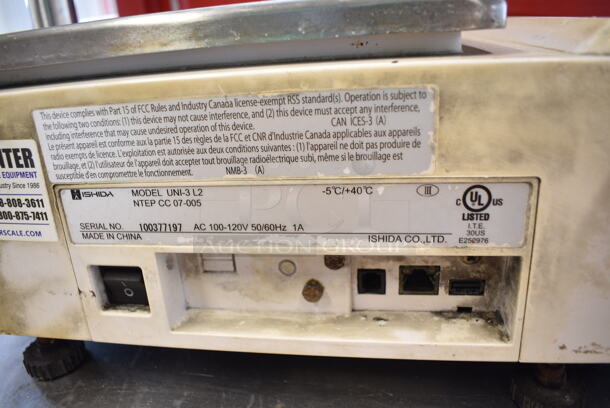 This device complies with Part 15 of FCC Rules and Industry Canada license-exempt RSS standard(s). Operation is subject to
the following two conditions: (1) this device may not cause interference, and (2) this device must accept any interference,
including interference that may cause undesired operation of this device. CAN ICES-3 (A)
Le présent appareil est conforme aux la partie 15 des règles de la FCC et CNR d'Industrie Canada applicables aux appareils
radio exempts de licence. L'exploitation est autorisée aux deux conditions suivantes : (1) l'appareil ne doit pas produire de
brouillage, et (2) l'utilisateur de l'appareil doit accepter tout brouillage radioélectrique subi, même si le brouillage est
susceptible d'en compromettre le fonctionnement. NMB-3 (A)
NTER
EQUIPMENT
ustry Since 1986
8-808-3611
800-875-7411
RSCALE.COM
ISHIDA MODEL UNI-3 L2 -5°C/+40°C III
NTEP CC 07-005
SERIAL NO. 100377197 AC 100-120V 50/60Hz 1A
MADE IN CHINA ISHIDA CO., LTD.
C UL US
LISTED
I.T.E.
30US
E252976